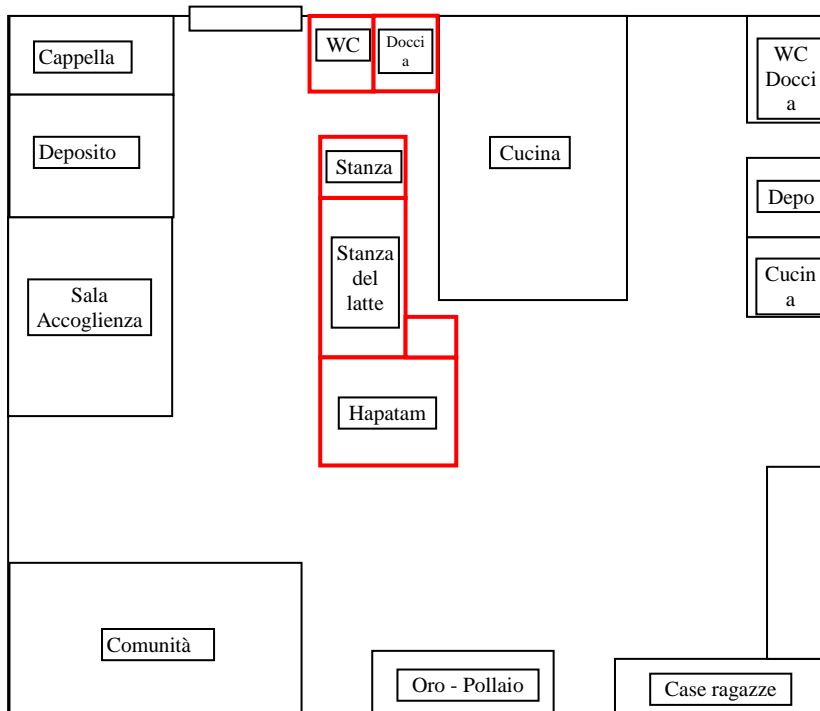 Cappella
WC
Docci
a
WC
Docci
a
Deposito
Stanza
Cucina
Depo
Stanza
del
latte
Sala
Accoglienza
Cucin
a
Hapatam
Comunità
Oro - Pollaio
Case ragazze